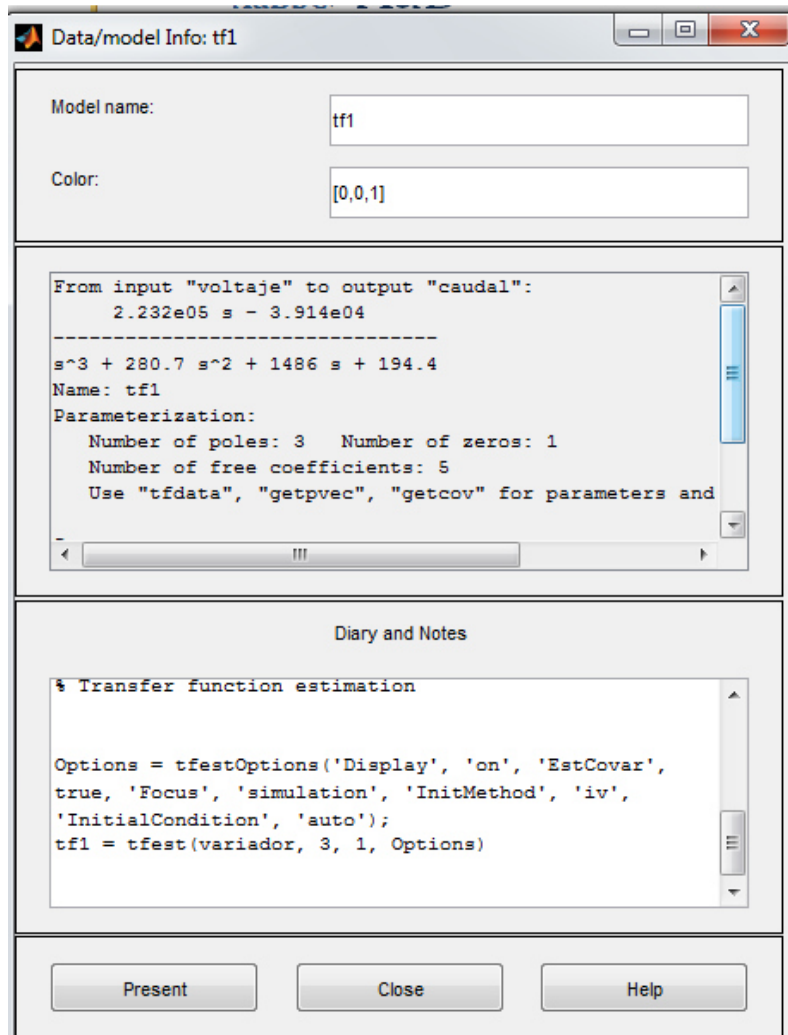 Data/model Info: tf1
Model name:
tf1
Color:
[0,0,1]
From input "voltaje" to output "caudal":
2.232e05 s - 3.914e04
--------------------------------
s^3 + 280.7 s^2 + 1486 s + 194.4
Name: tf1
Parameterization:
Number of poles: 3   Number of zeros: 1
Number of free coefficients: 5
Use "tfdata", "getpvec", "getcov" for parameters and
Diary and Notes
% Transfer function estimation
Options = tfestOptions('Display', 'on', 'EstCovar',
true, 'Focus', 'simulation', 'InitMethod', 'iv',
'InitialCondition', 'auto');
tf1 = tfest(variador, 3, 1, Options)
Present
Close
Help